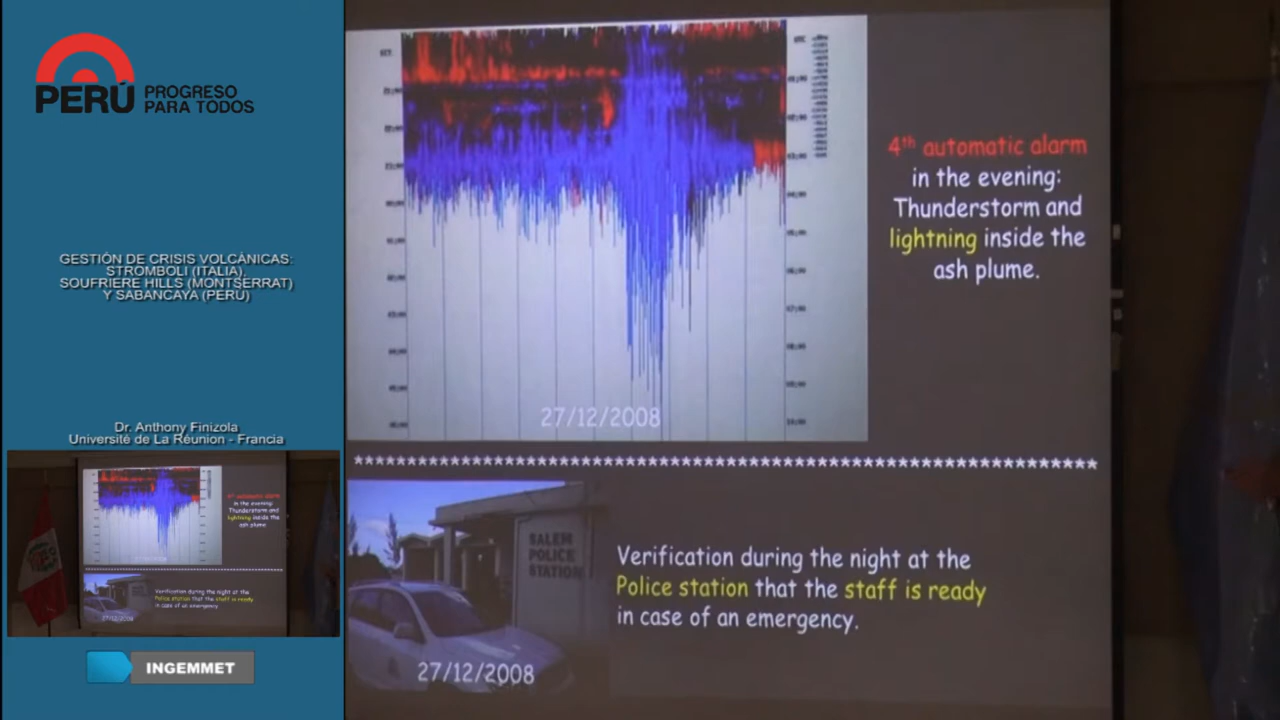 PERÚ PROGRESO
PARA TODOS
GESTIÓN DE CRISIS VOLCÁNICAS:
STROMBOLI (ITALIA),
SOUFRIERE HILLS (MONTSERRAT)
Y SABANCAYA (PERÚ)
Dr. Anthony Finizola
Université de La Réunion - Francia
INGEMMET
27/12/2008
4th automatic alarm
in the evening:
Thunderstorm and
lightning inside the
ash plume.
****************************************************************
SALEM
POLICE
STATION
27/12/2008
Verification during the night at the
Police station that the staff is ready
in case of an emergency.